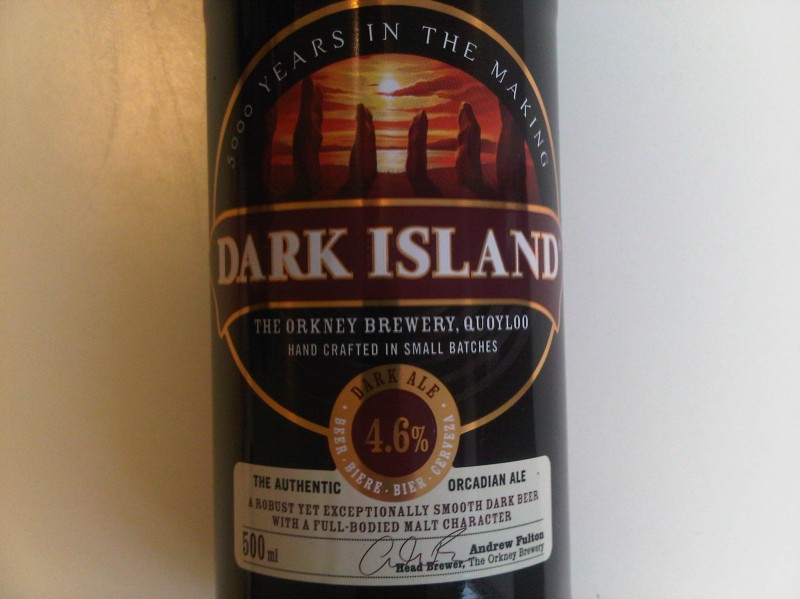 5000 YEARS IN THE MAKING
DARK ISLAND
THE ORKNEY BREWERY, QUOYLOO
HAND CRAFTED IN SMALL BATCHES
DARK ALE
4.6%
BEER · BIERE · BIER · CERVEZA
THE AUTHENTIC ORCADIAN ALE
A ROBUST YET EXCEPTIONALLY SMOOTH DARK BEER
WITH A FULL-BODIED MALT CHARACTER
500 ml
Andrew Fulton
Head Brewer, The Orkney Brewery